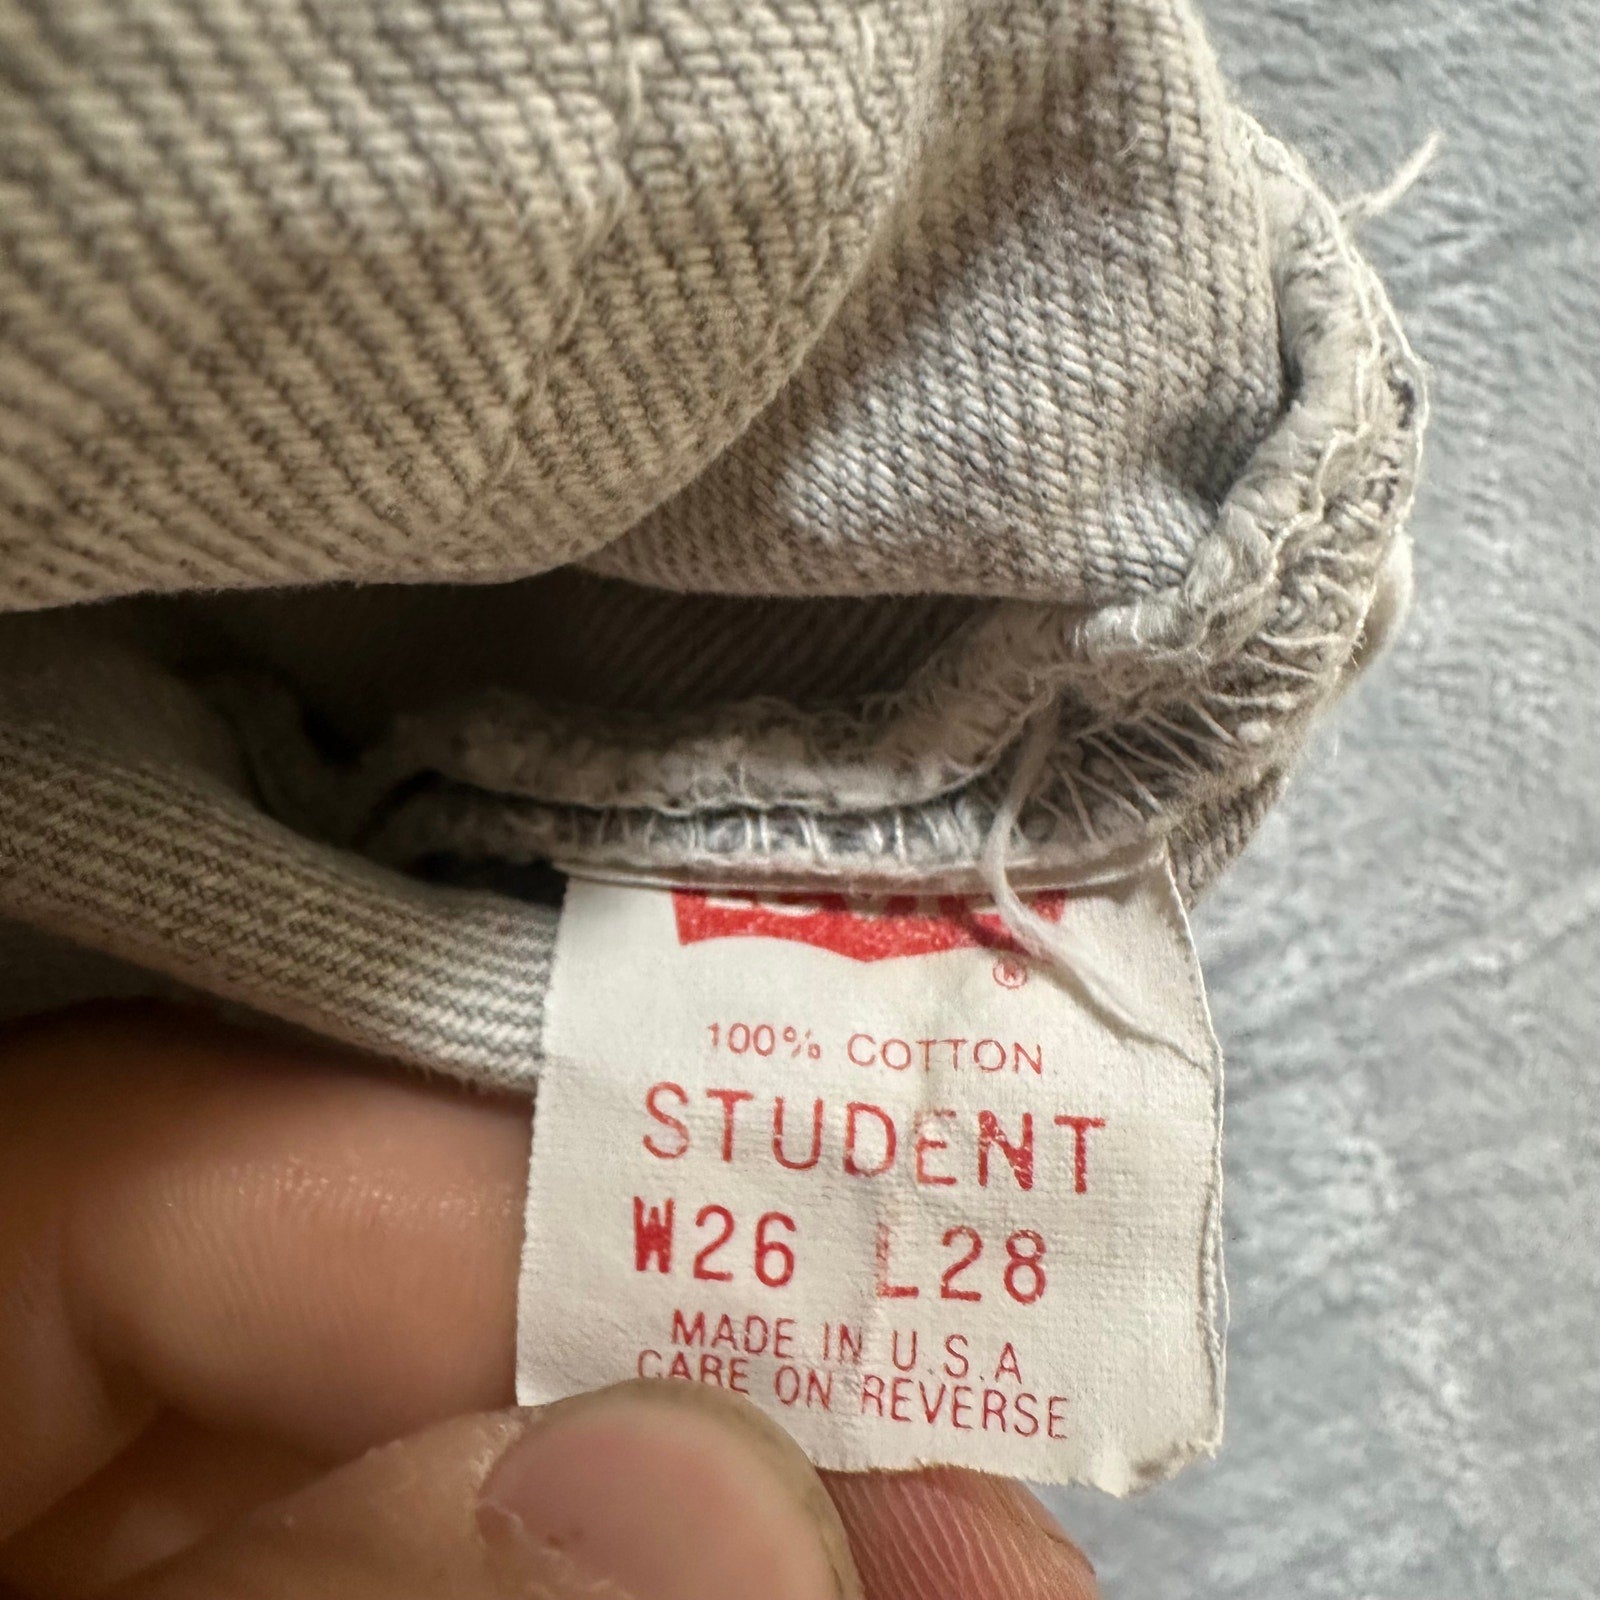 ®
100% COTTON
STUDENT
W26 L28
MADE IN U.S.A
CARE ON REVERSE